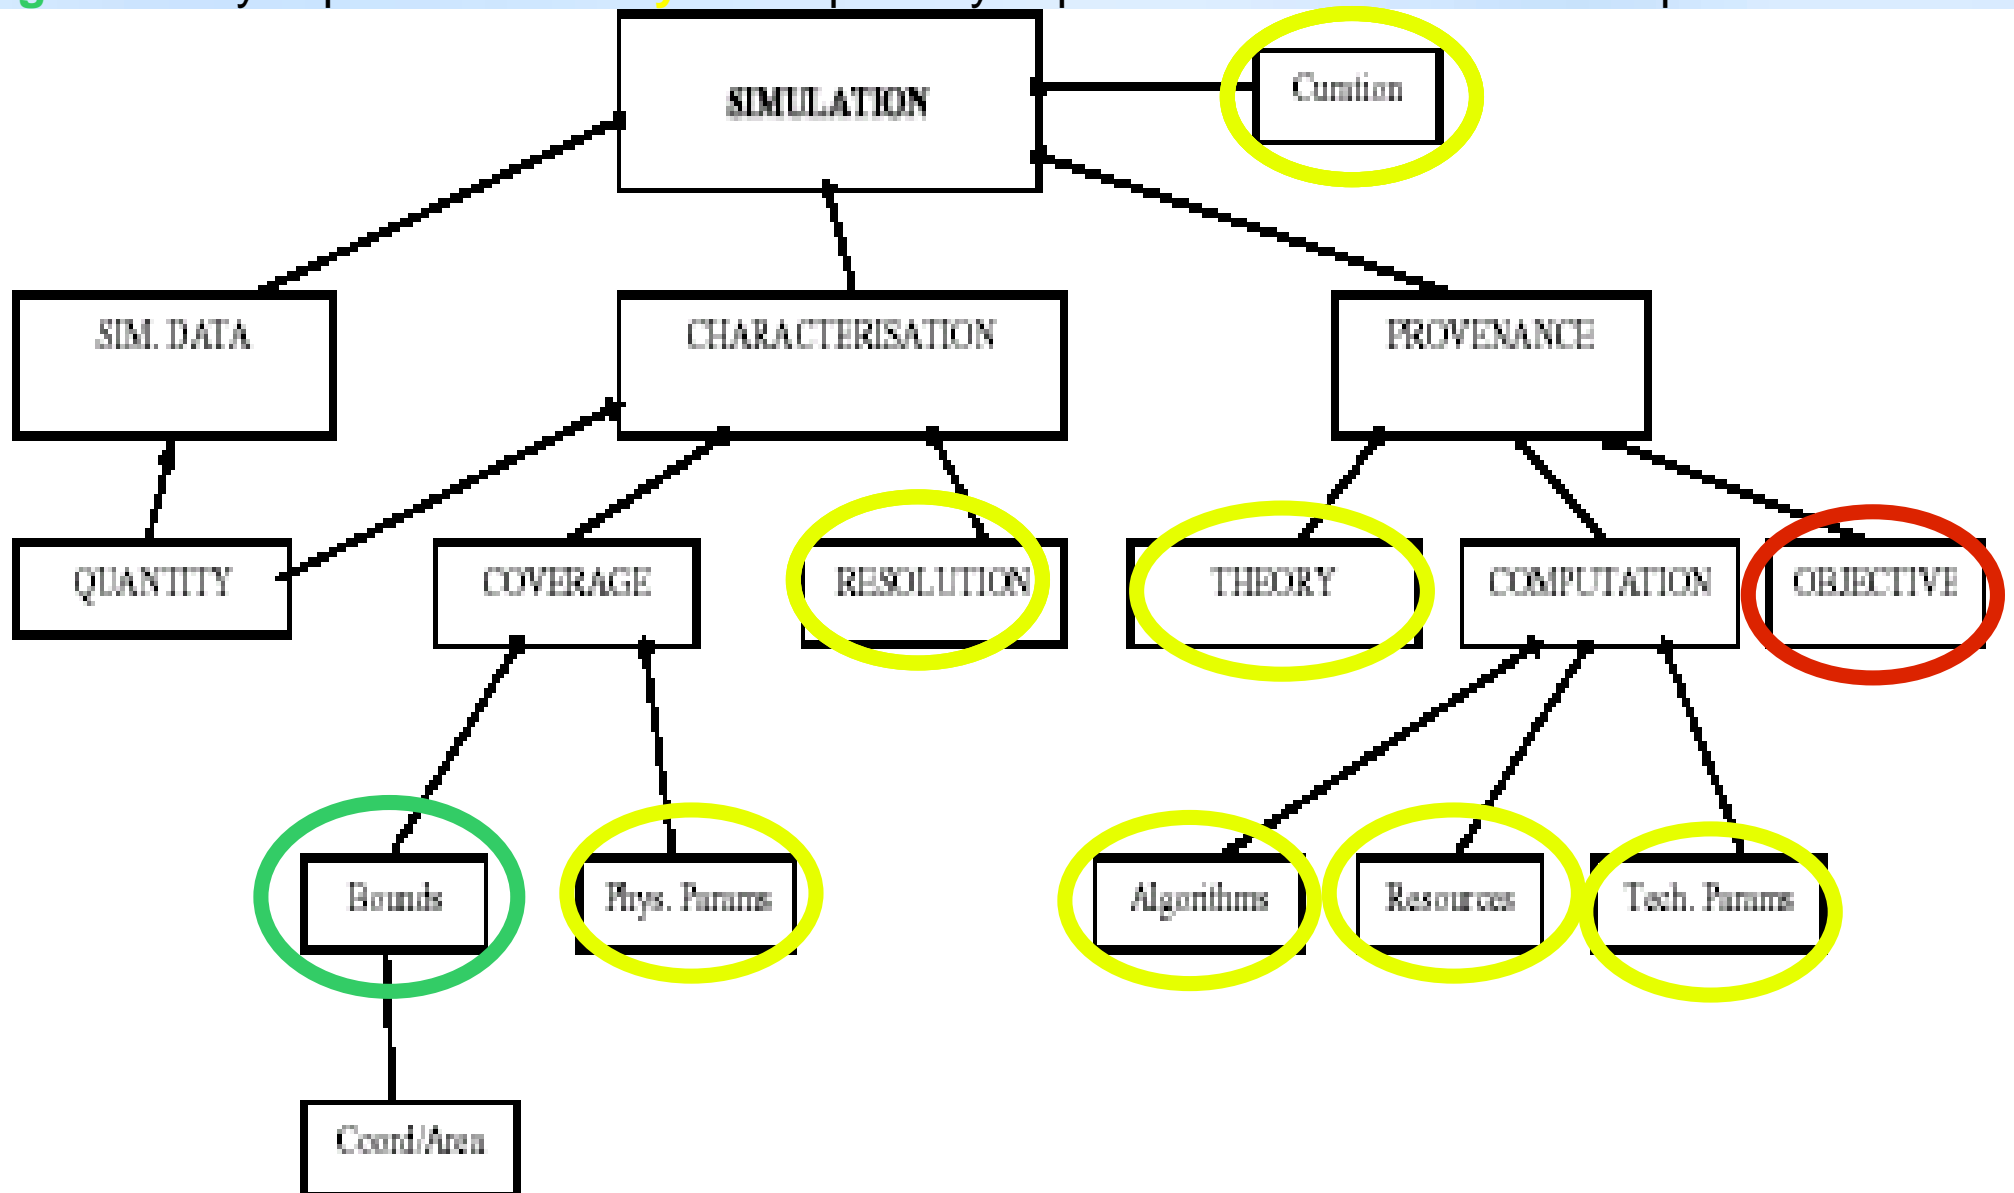 SIMULATION
Curation
SIM. DATA
CHARACTERISATION
PROVENANCE
QUANTITY
COVERAGE
RESOLUTION
THEORY
COMPUTATION
OBJECTIVE
Bounds
Phys. Params
Algorithms
Resources
Tech. Params
Coord/Area